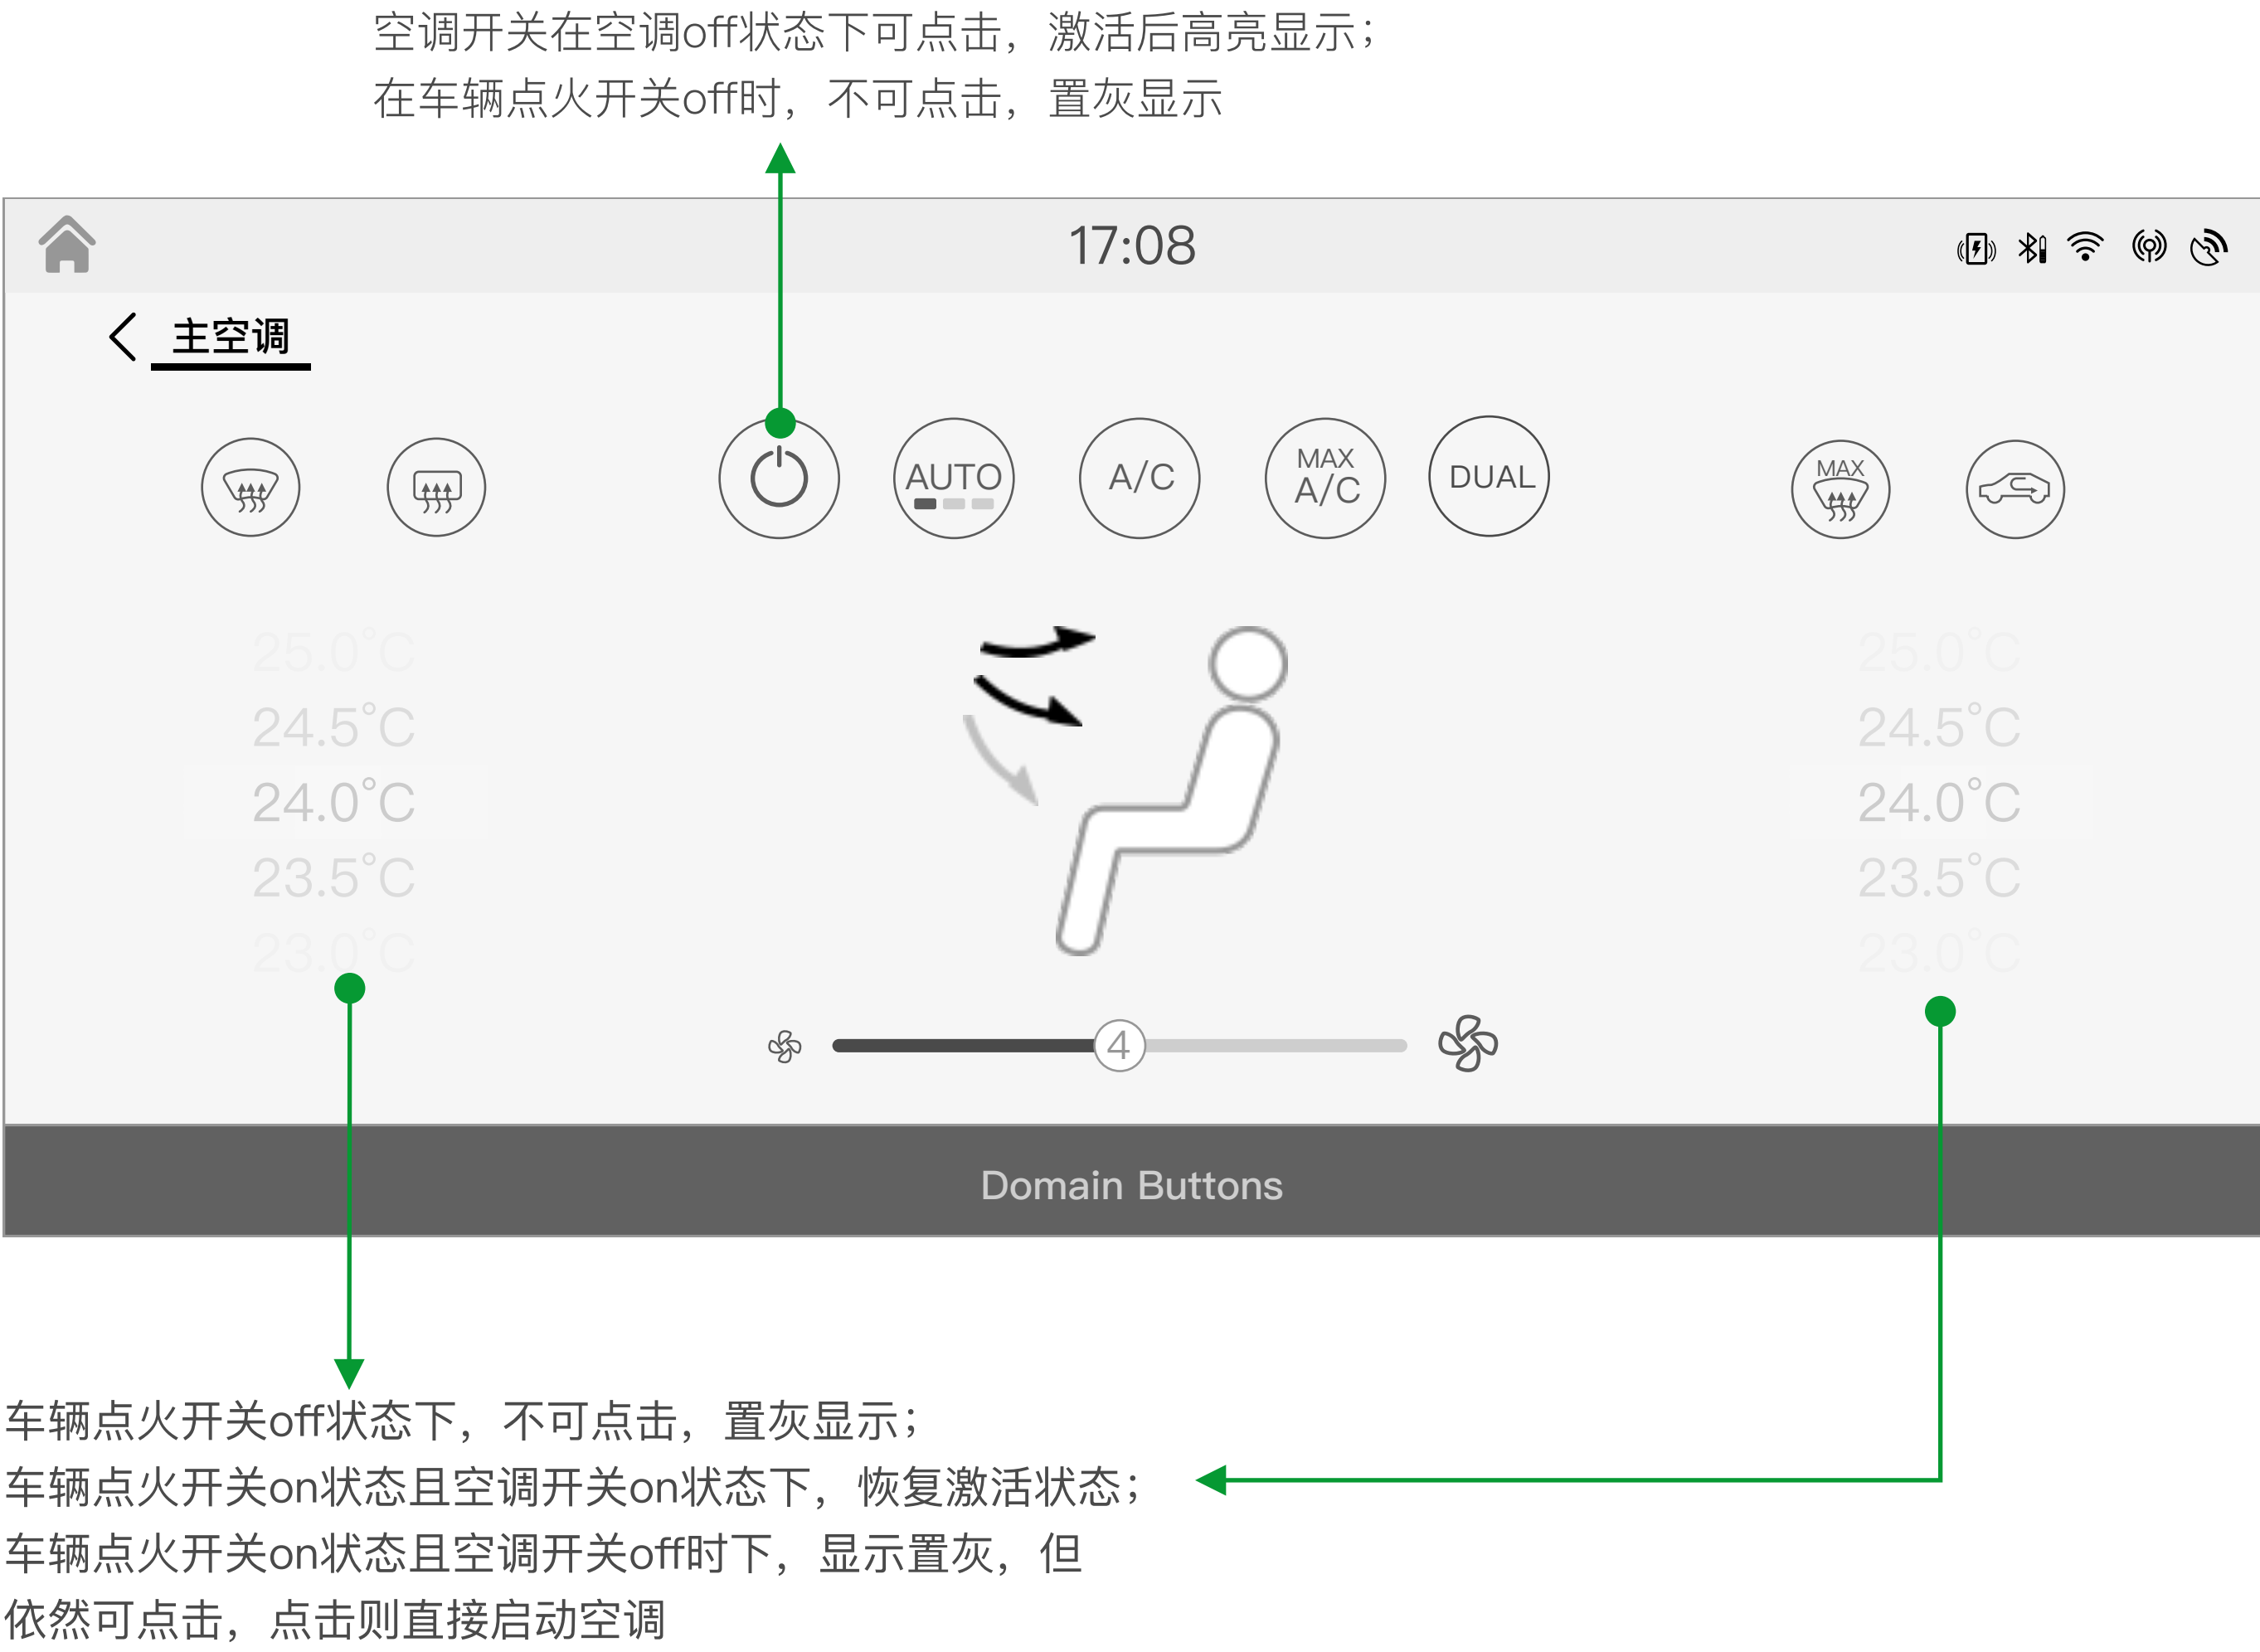 空调开关在空调off状态下可点击，激活后高亮显示；
在车辆点火开关off时，不可点击，置灰显示
17:08
主空调
AUTO
A/C
MAX
A/C
DUAL
MAX
25.0°C
24.5°C
24.0°C
23.5°C
23.0°C
25.0°C
24.5°C
24.0°C
23.5°C
23.0°C
4
Domain Buttons
车辆点火开关off状态下，不可点击，置灰显示；
车辆点火开关on状态且空调开关on状态下，恢复激活状态；
车辆点火开关on状态且空调开关off时下，显示置灰，但
依然可点击，点击则直接启动空调